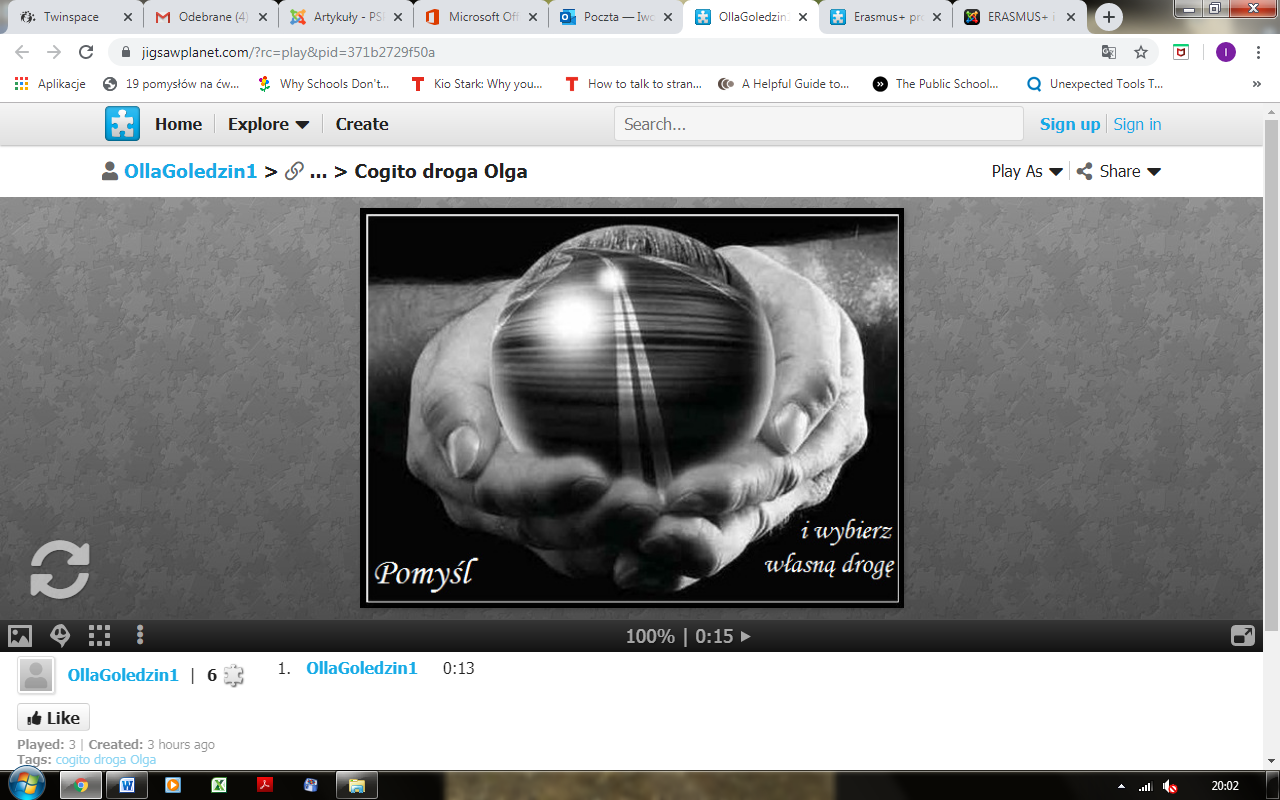 Twinspace
Odebrane (4)
Artykuły — PS
Microsoft Off
Poczta — Iwo
OllaGoledzin
Erasmus+ pr
ERASMUS+ i
jigsawplanet.com/?rc=play&pid=371b2729f50a
I
Aplikacje
19 pomysłów na ćw...
Why Schools Don't...
Kio Stark: Why you...
How to talk to stran...
A Helpful Guide to...
The Public School...
Unexpected Tools T...
»
Home
Explore
Create
Search...
Sign up
Sign in
OllaGoledzin1 > ... > Cogito droga Olga
Play As
Share
i wybierz
własną drogę
Pomyśl
100% | 0:15
OllaGoledzin1 | 6
1. OllaGoledzin1 0:13
Like
Played: 3 | Created: 3 hours ago
Tags: cogito droga Olga
20:02